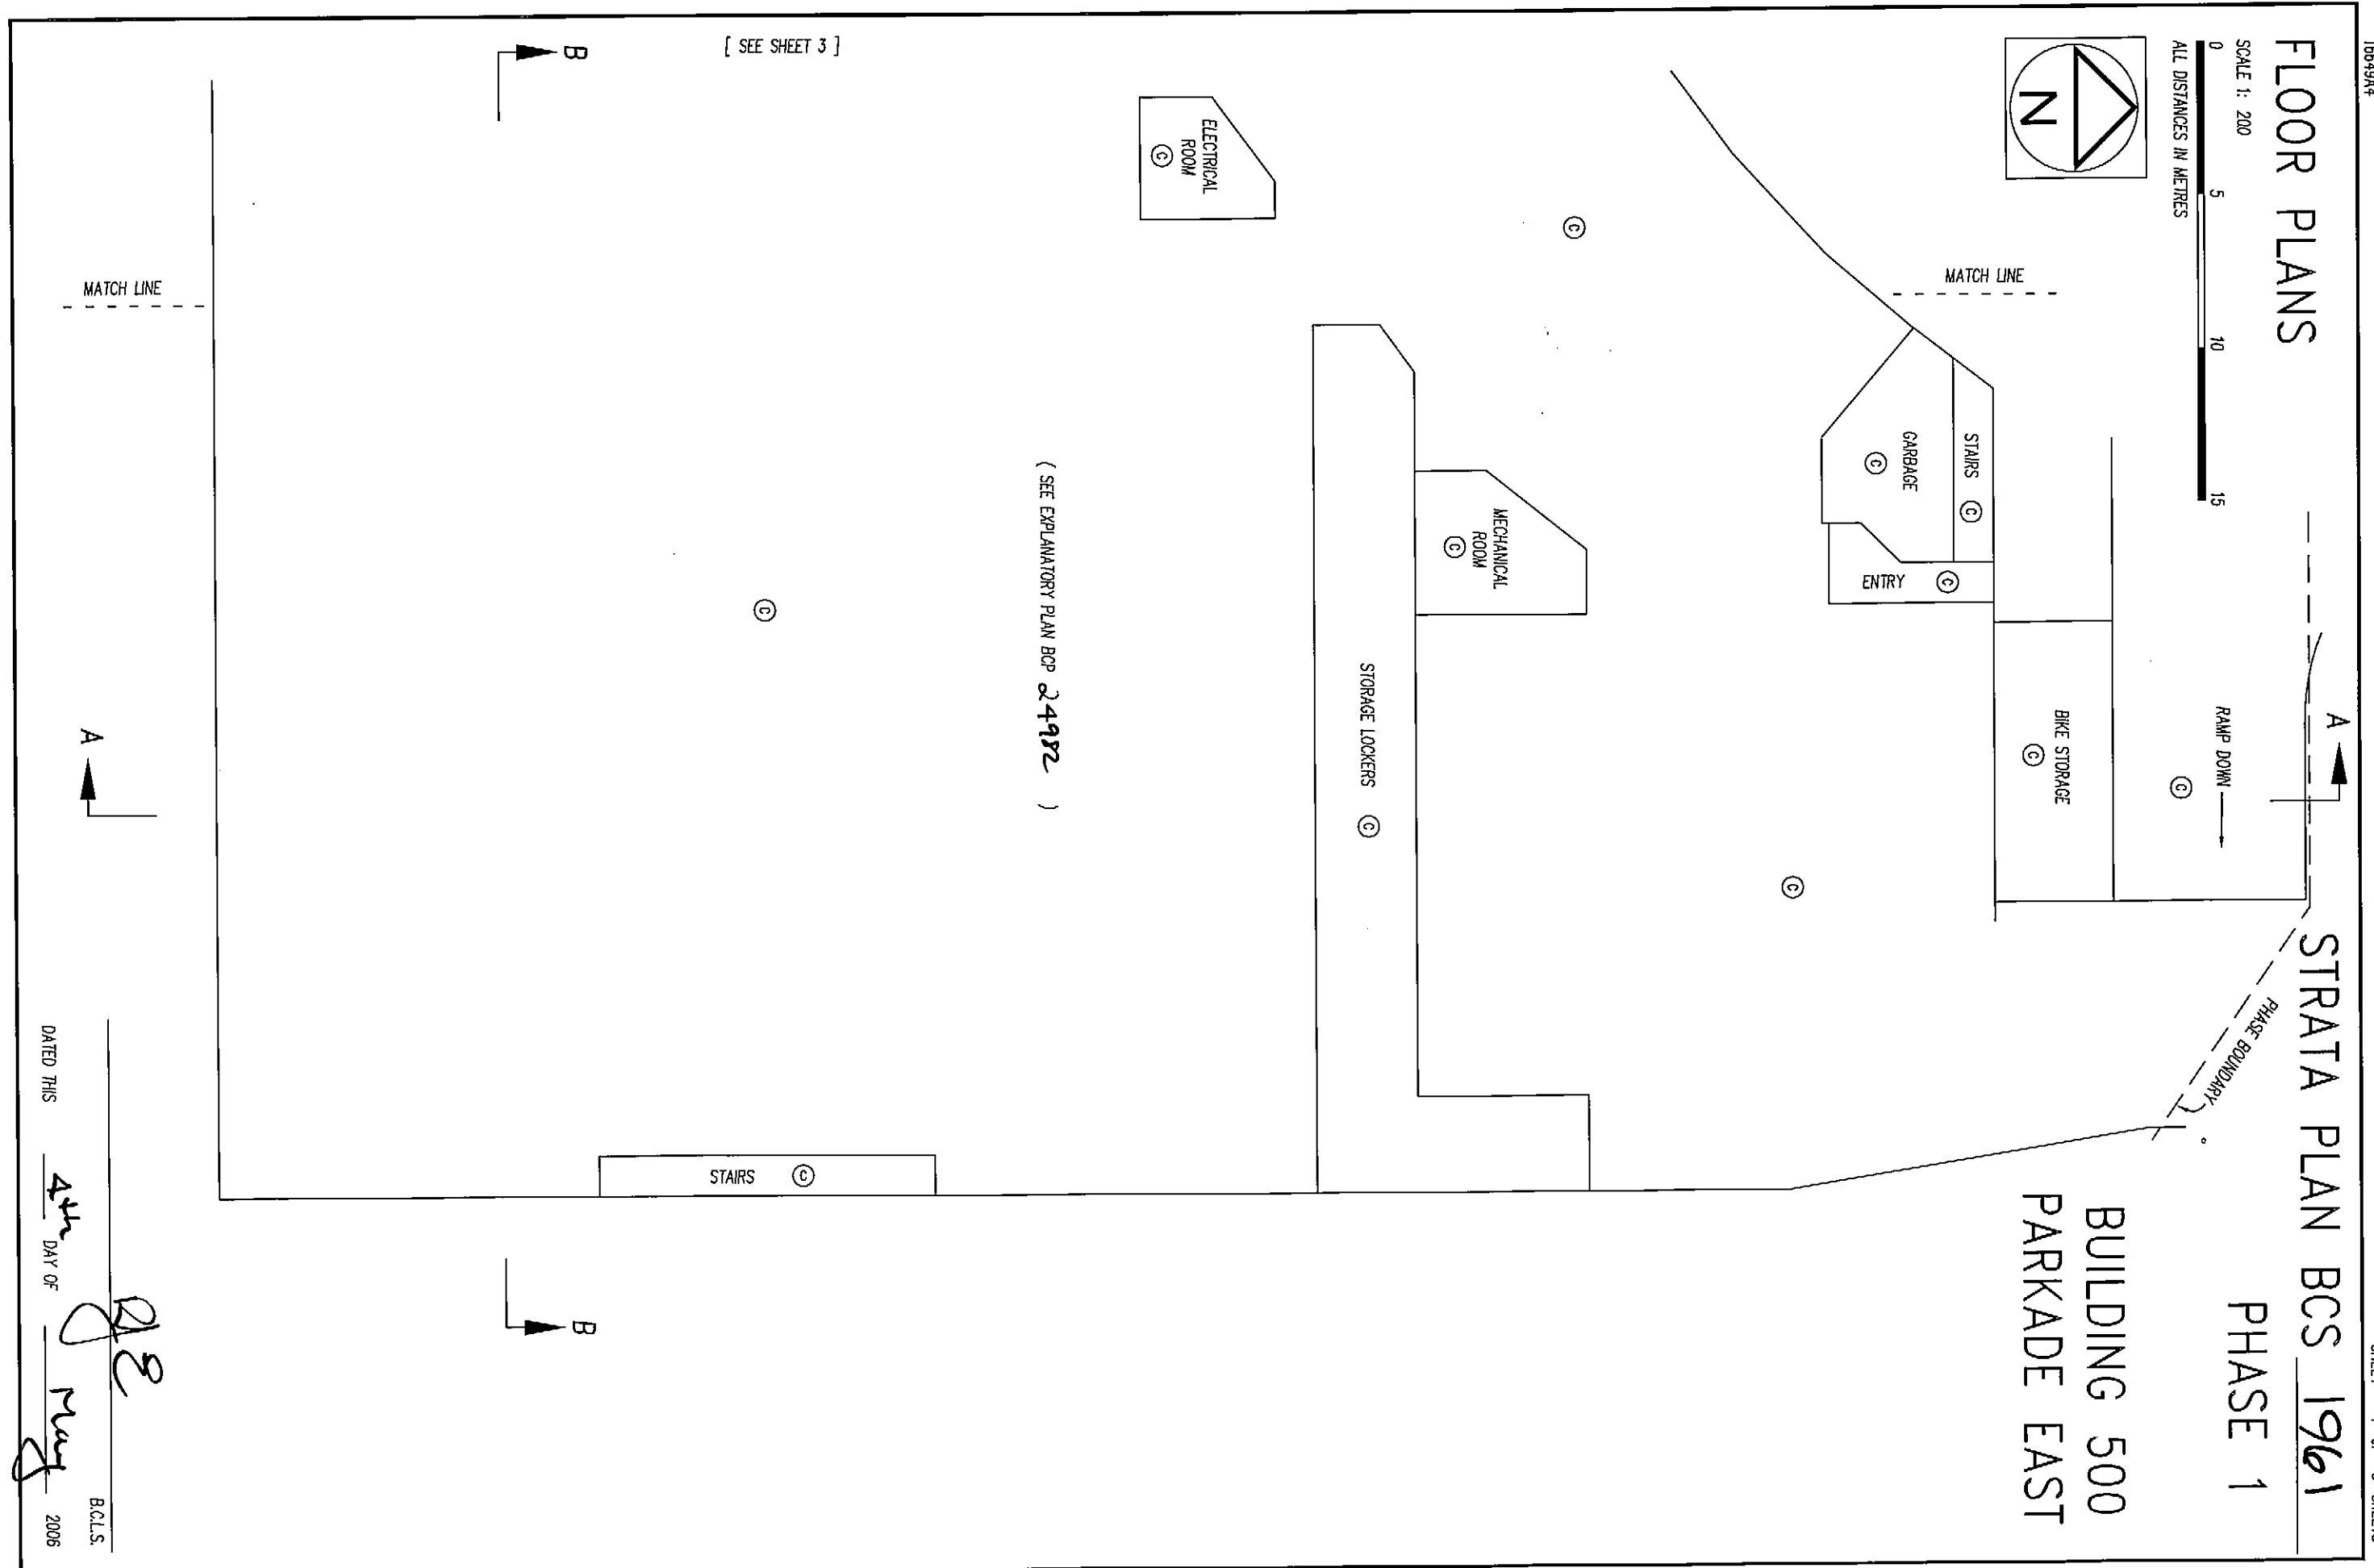 16649A4
FLOOR PLANS
SCALE 1: 200
0 5 10 15
ALL DISTANCES IN METRES
N
STRATA PLAN BCS 1961
PHASE 1
BUILDING 500
PARKADE EAST
A
RAMP DOWN
C
PHASE BOUNDARY
BIKE STORAGE
C
MATCH LINE
STAIRS C
GARBAGE
C
ENTRY C
C
C
MECHANICAL
ROOM
C
STORAGE LOCKERS C
ELECTRICAL
ROOM
C
( SEE EXPLANATORY PLAN BCP 24982 )
[ SEE SHEET 3 ]
C
STAIRS C
B
B
MATCH LINE
A
B.C.L.S.
DATED THIS 4th DAY OF May 2006